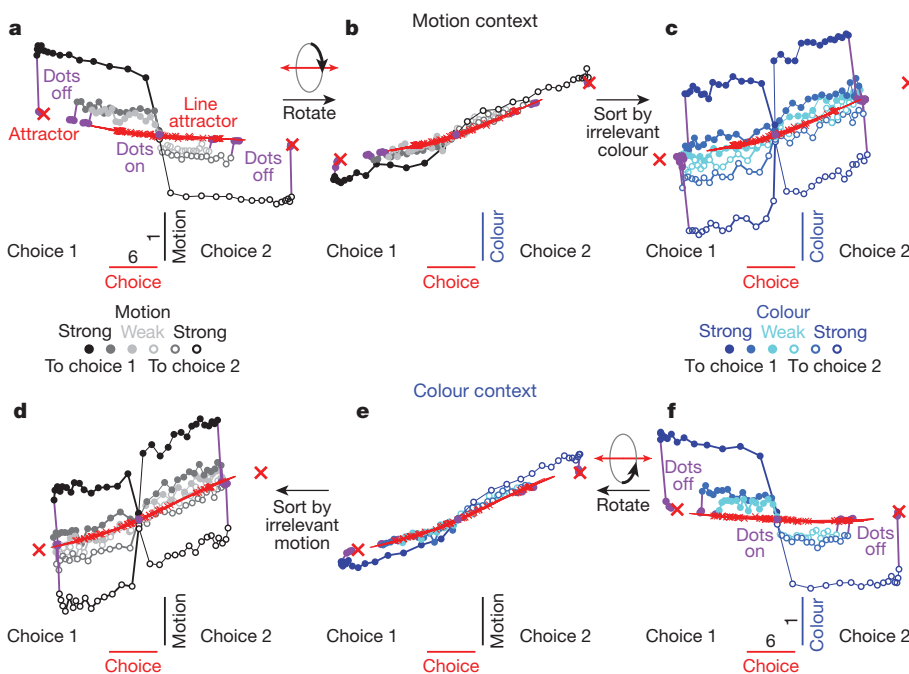 a
b
Motion context
c
Dots
off
Attractor
Line
attractor
Dots
on
Dots
off
Rotate
Sort by
irrelevant
colour
Choice 1
6
1
Motion
Choice 2
Choice
Choice 1
Colour
Choice 2
Choice
Choice 1
Colour
Choice 2
Choice
Motion
Strong Weak Strong
To choice 1 To choice 2
Colour
Strong Weak Strong
To choice 1 To choice 2
d
e
Colour context
f
Sort by
irrelevant
motion
Rotate
Dots
off
Dots
on
Dots
off
Choice 1
Motion
Choice 2
Choice
Choice 1
Motion
Choice 2
Choice
Choice 1
6
1
Colour
Choice 2
Choice